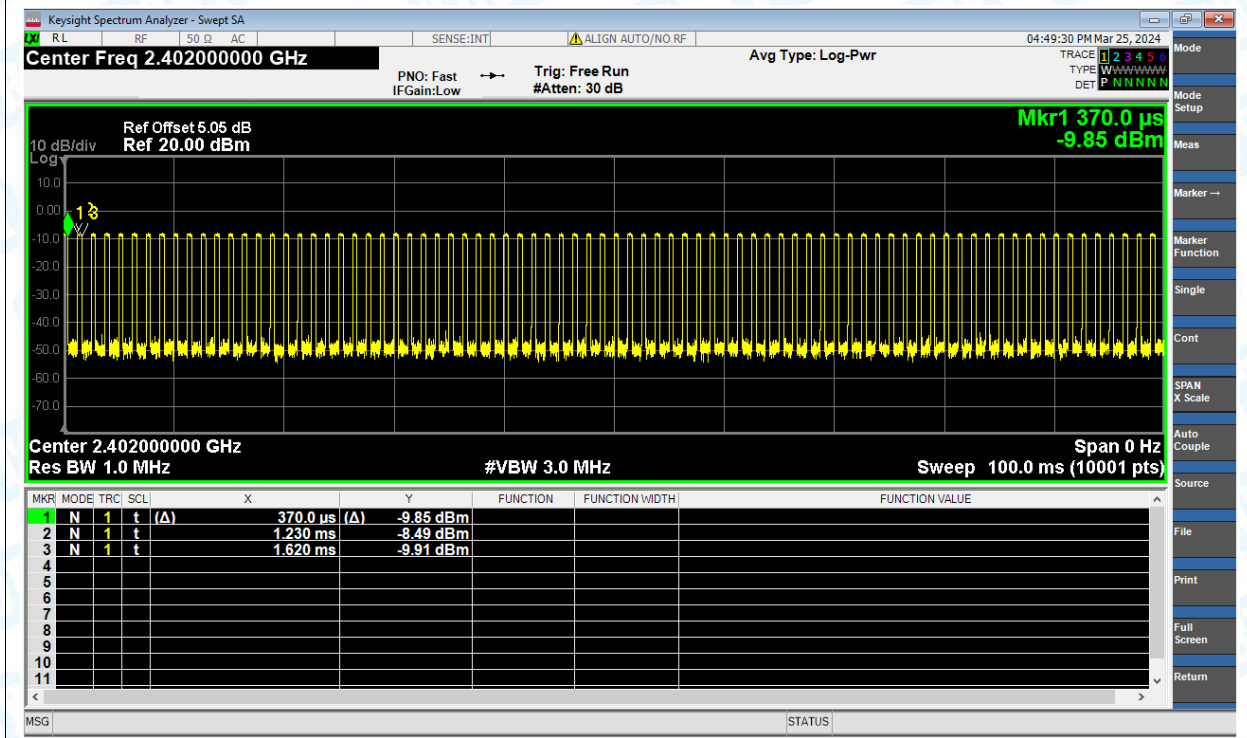 Keysight Spectrum Analyzer - Swept SA
LXI RL RF 50 Ω AC SENSE:INT ALIGN AUTO/NO RF 04:49:30 PM Mar 25, 2024
Center Freq 2.402000000 GHz
PNO: Fast
IFGain:Low
Trig: Free Run
#Atten: 30 dB
Avg Type: Log-Pwr
TRACE 1 2 3 4 5 6
TYPE WWWWWW
DET P N N N N N
Ref Offset 5.05 dB
10 dB/div Ref 20.00 dBm
Log
Mkr1 370.0 µs
-9.85 dBm
10.0
0.00
1 2 3
-10.0
-20.0
-30.0
-40.0
-50.0
-60.0
-70.0
Center 2.402000000 GHz Span 0 Hz
Res BW 1.0 MHz #VBW 3.0 MHz Sweep 100.0 ms (10001 pts)
MKR MODE TRC SCL X Y FUNCTION FUNCTION WIDTH FUNCTION VALUE
1 N 1 t (Δ) 370.0 µs (Δ) -9.85 dBm
2 N 1 t 1.230 ms -8.49 dBm
3 N 1 t 1.620 ms -9.91 dBm
4
5
6
7
8
9
10
11
MSG STATUS
Mode
Mode
Setup
Meas
Marker →
Marker
Function
Single
Cont
SPAN
X Scale
Auto
Couple
Source
File
Print
Full
Screen
Return